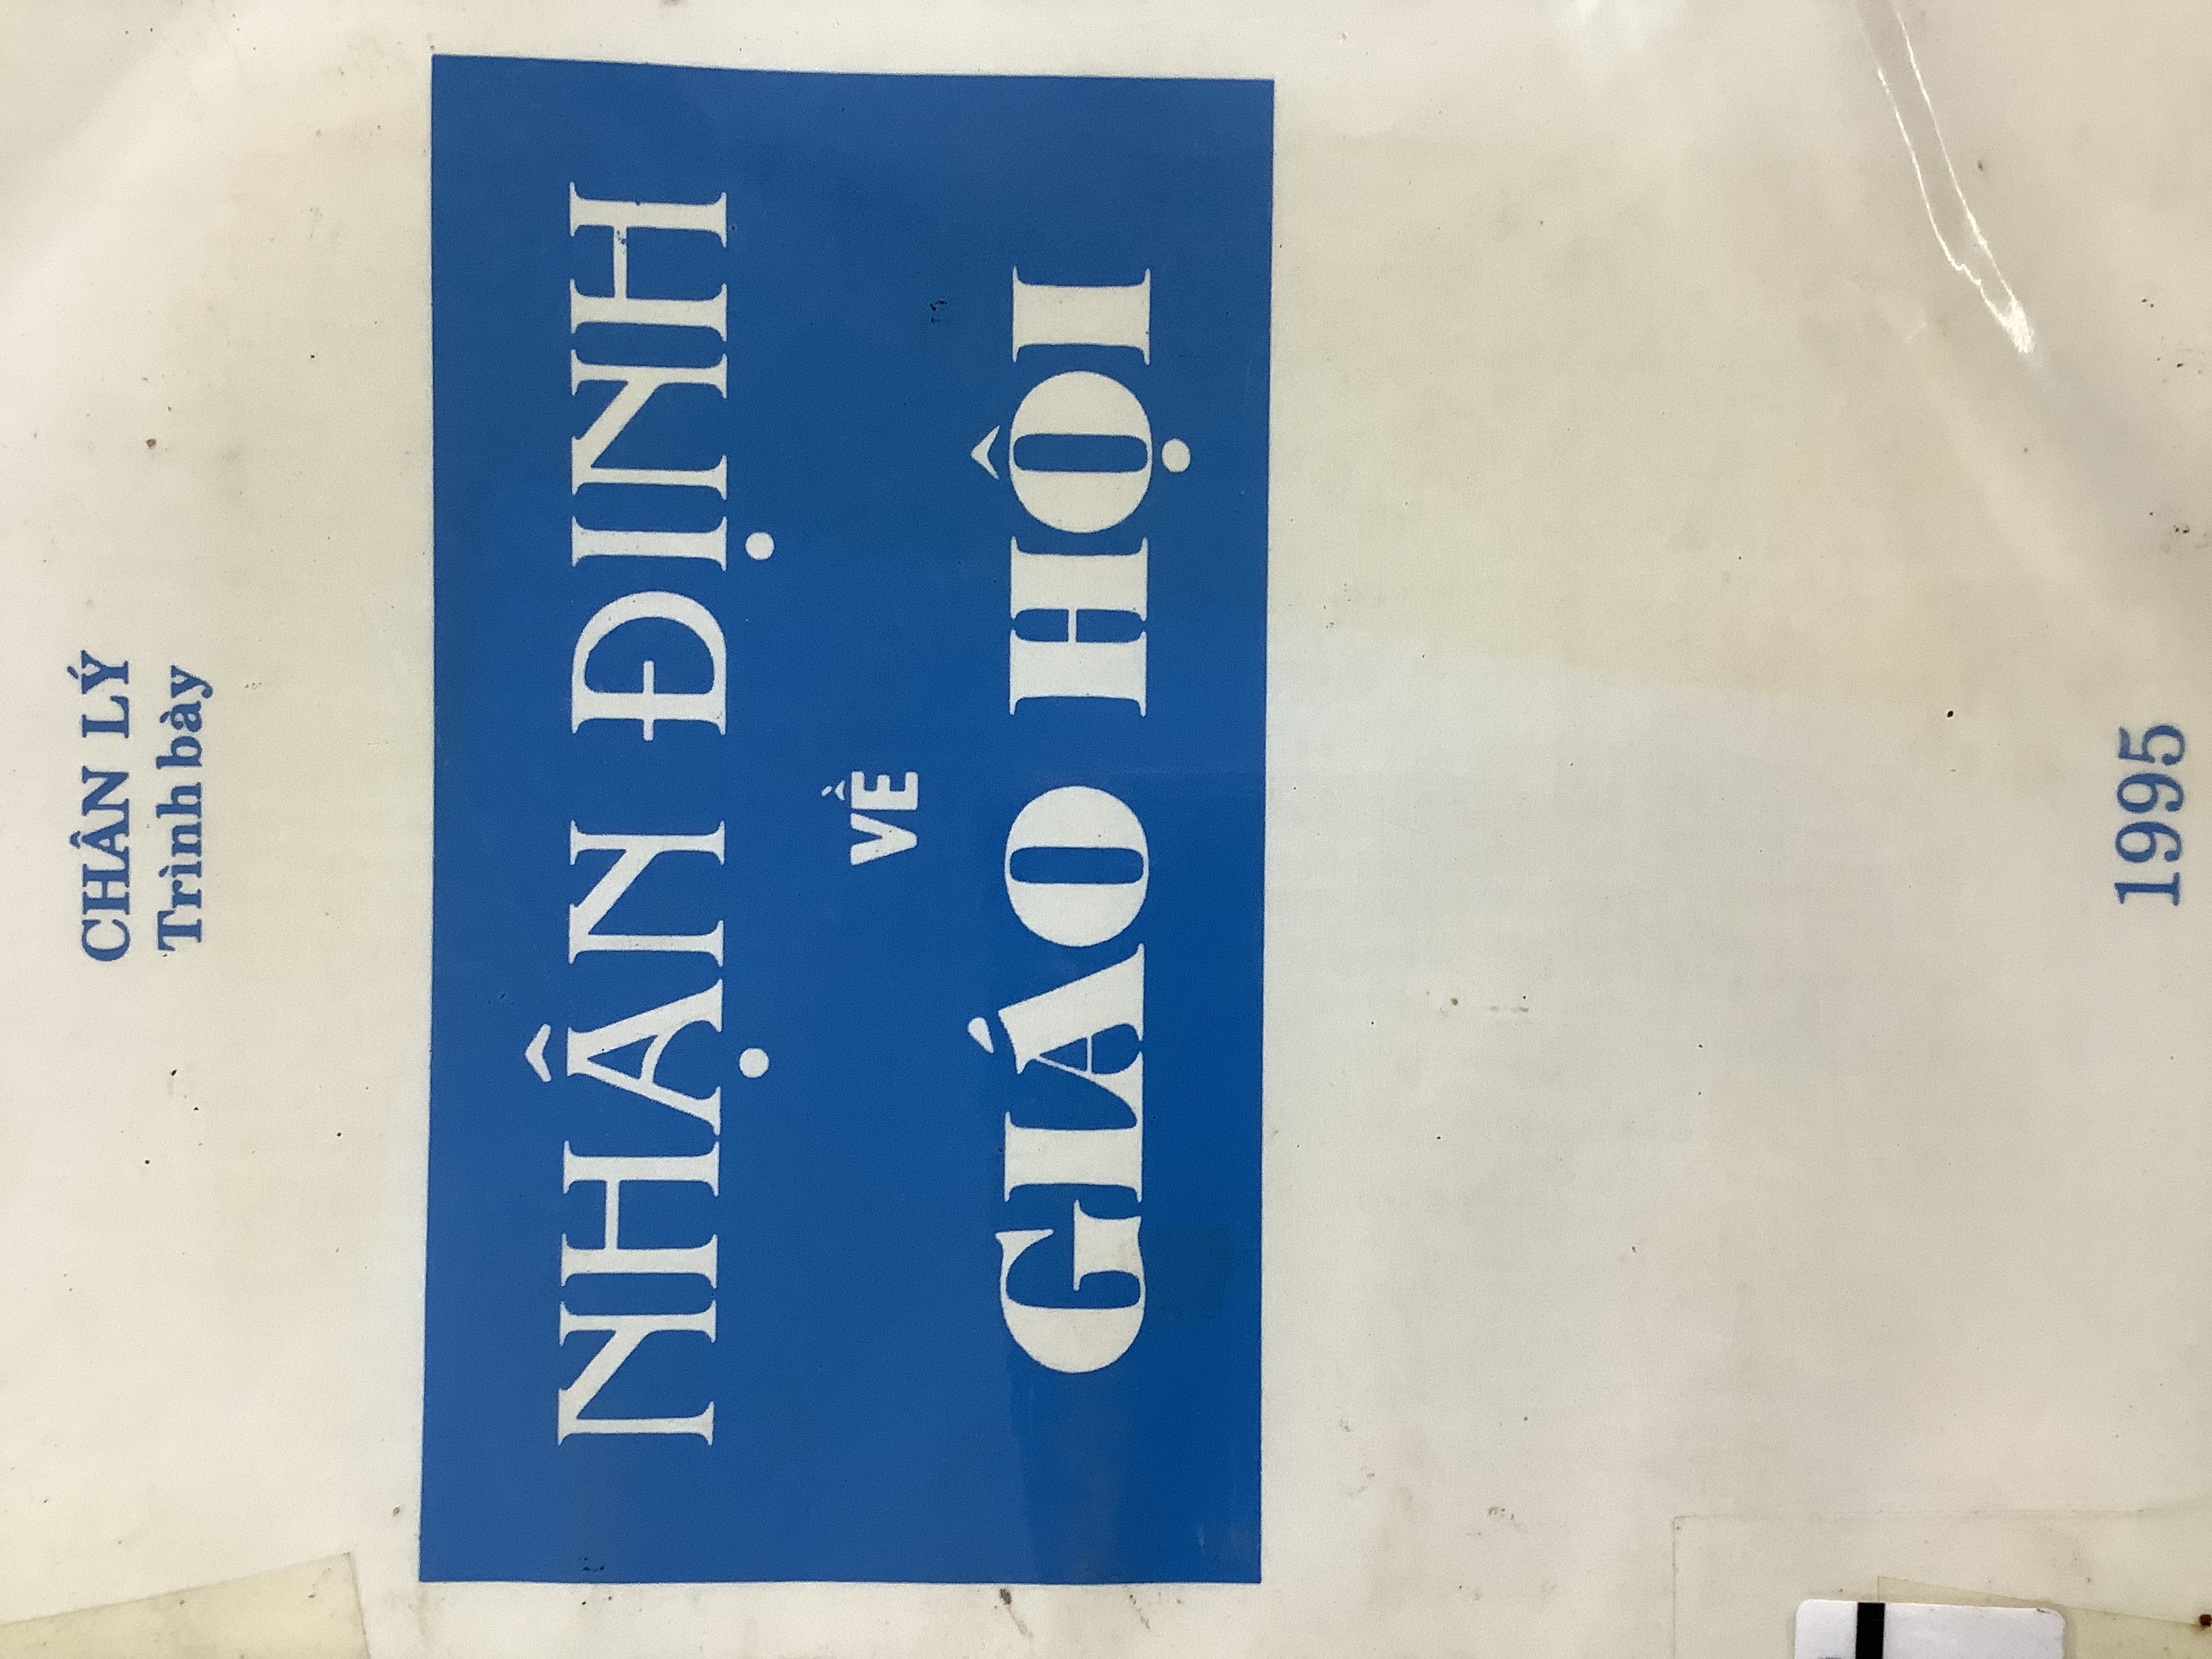 CHÂN LÝ
Trình bày
NHẬN ĐỊNH
VỀ
GIÁO HỘI
1995